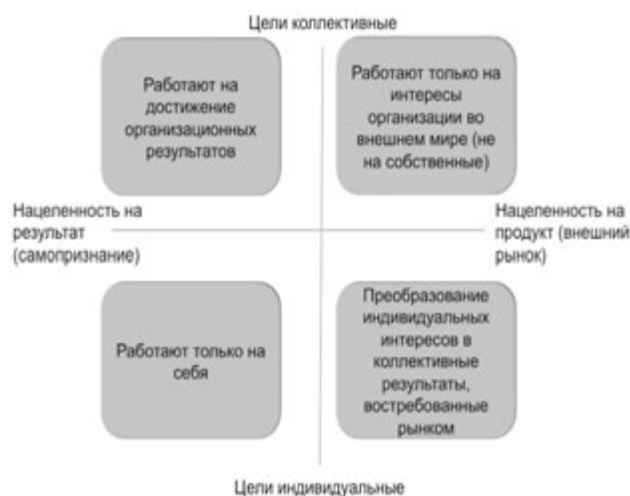 Цели коллективные
Работают на
достижение
организационных
результатов
Работают только на
интересы
организации во
внешнем мире (не
на собственные)
Нацеленность на
результат
(самопризнание)
Нацеленность на
продукт (внешний
рынок)
Работают только на
себя
Преобразование
индивидуальных
интересов в
коллективные
результаты,
востребованные
рынком
Цели индивидуальные